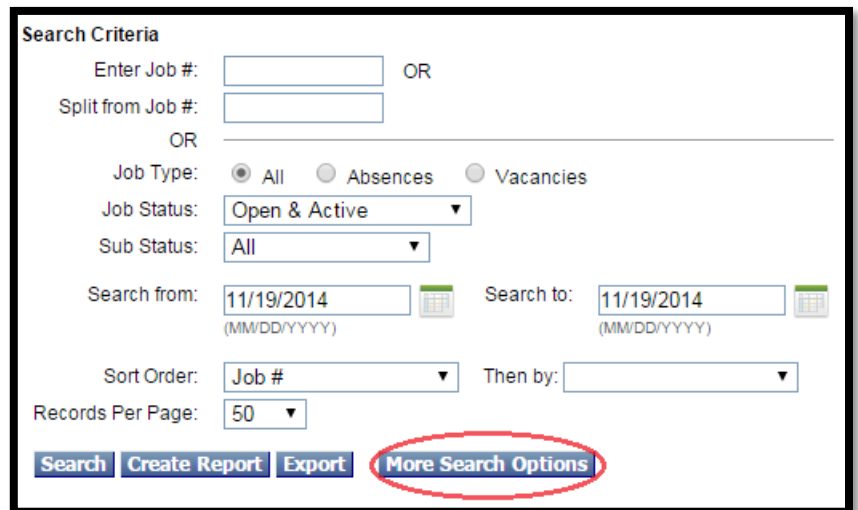 Search Criteria
Enter Job #: OR
Split from Job #:
OR
Job Type: All Absences Vacancies
Job Status: Open & Active
Sub Status: All
Search from: 11/19/2014 Search to: 11/19/2014
(MM/DD/YYYY) (MM/DD/YYYY)
Sort Order: Job # Then by:
Records Per Page: 50
Search Create Report Export More Search Options